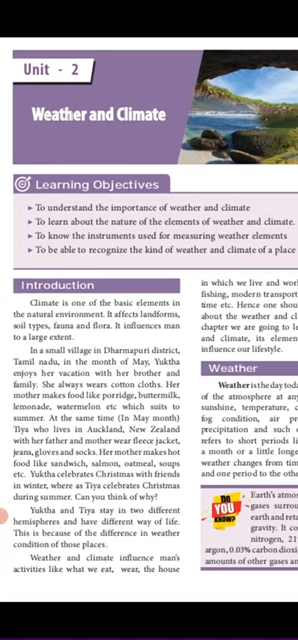 Unit - 2
Weather and Climate
Learning Objectives
➤ To understand the importance of weather and climate
➤ To learn about the nature of the elements of weather and climate.
➤ To know the instruments used for measuring weather elements
➤ To be able to recognize the kind of weather and climate of a place
Introduction
Climate is one of the basic elements in
the natural environment. It affects landforms,
soil types, fauna and flora. It influences man
to a large extent.
In a small village in Dharmapuri district,
Tamil nadu, in the month of May, Yuktha
enjoys her vacation with her brother and
family. She always wears cotton cloths. Her
mother makes food like porridge, buttermilk,
lemonade, watermelon etc which suits to
summer. At the same time (In May month)
Tiya who lives in Auckland, New Zealand
with her father and mother wear fleece jacket,
jeans, gloves and socks. Her mother makes hot
food like sandwich, salmon, oatmeal, soups
etc. Yuktha celebrates Christmas with friends
in winter, where as Tiya celebrates Christmas
during summer. Can you think of why?
Yuktha and Tiya stay in two different
hemispheres and have different way of life.
This is because of the difference in weather
condition of those places.
Weather and climate influence man's
activities like what we eat, wear, the house
in which we live and wor
fishing, modern transport
time etc. Hence one shou
about the weather and cl
chapter we are going to le
and climate, its elemen
influence our lifestyle.
Weather
Weather is the day toda
of the atmosphere at an
sunshine, temperature, c
fog condition, air pr
precipitation and such o
refers to short periods li
a month or a little longe
weather changes from tim
and one period to the othe
DO
YOU
KNOW?
Earth's atmos
gases surrou
earth and reta
gravity. It co
nitrogen, 21
argon, 0.03% carbon dioxi
amounts of other gases an